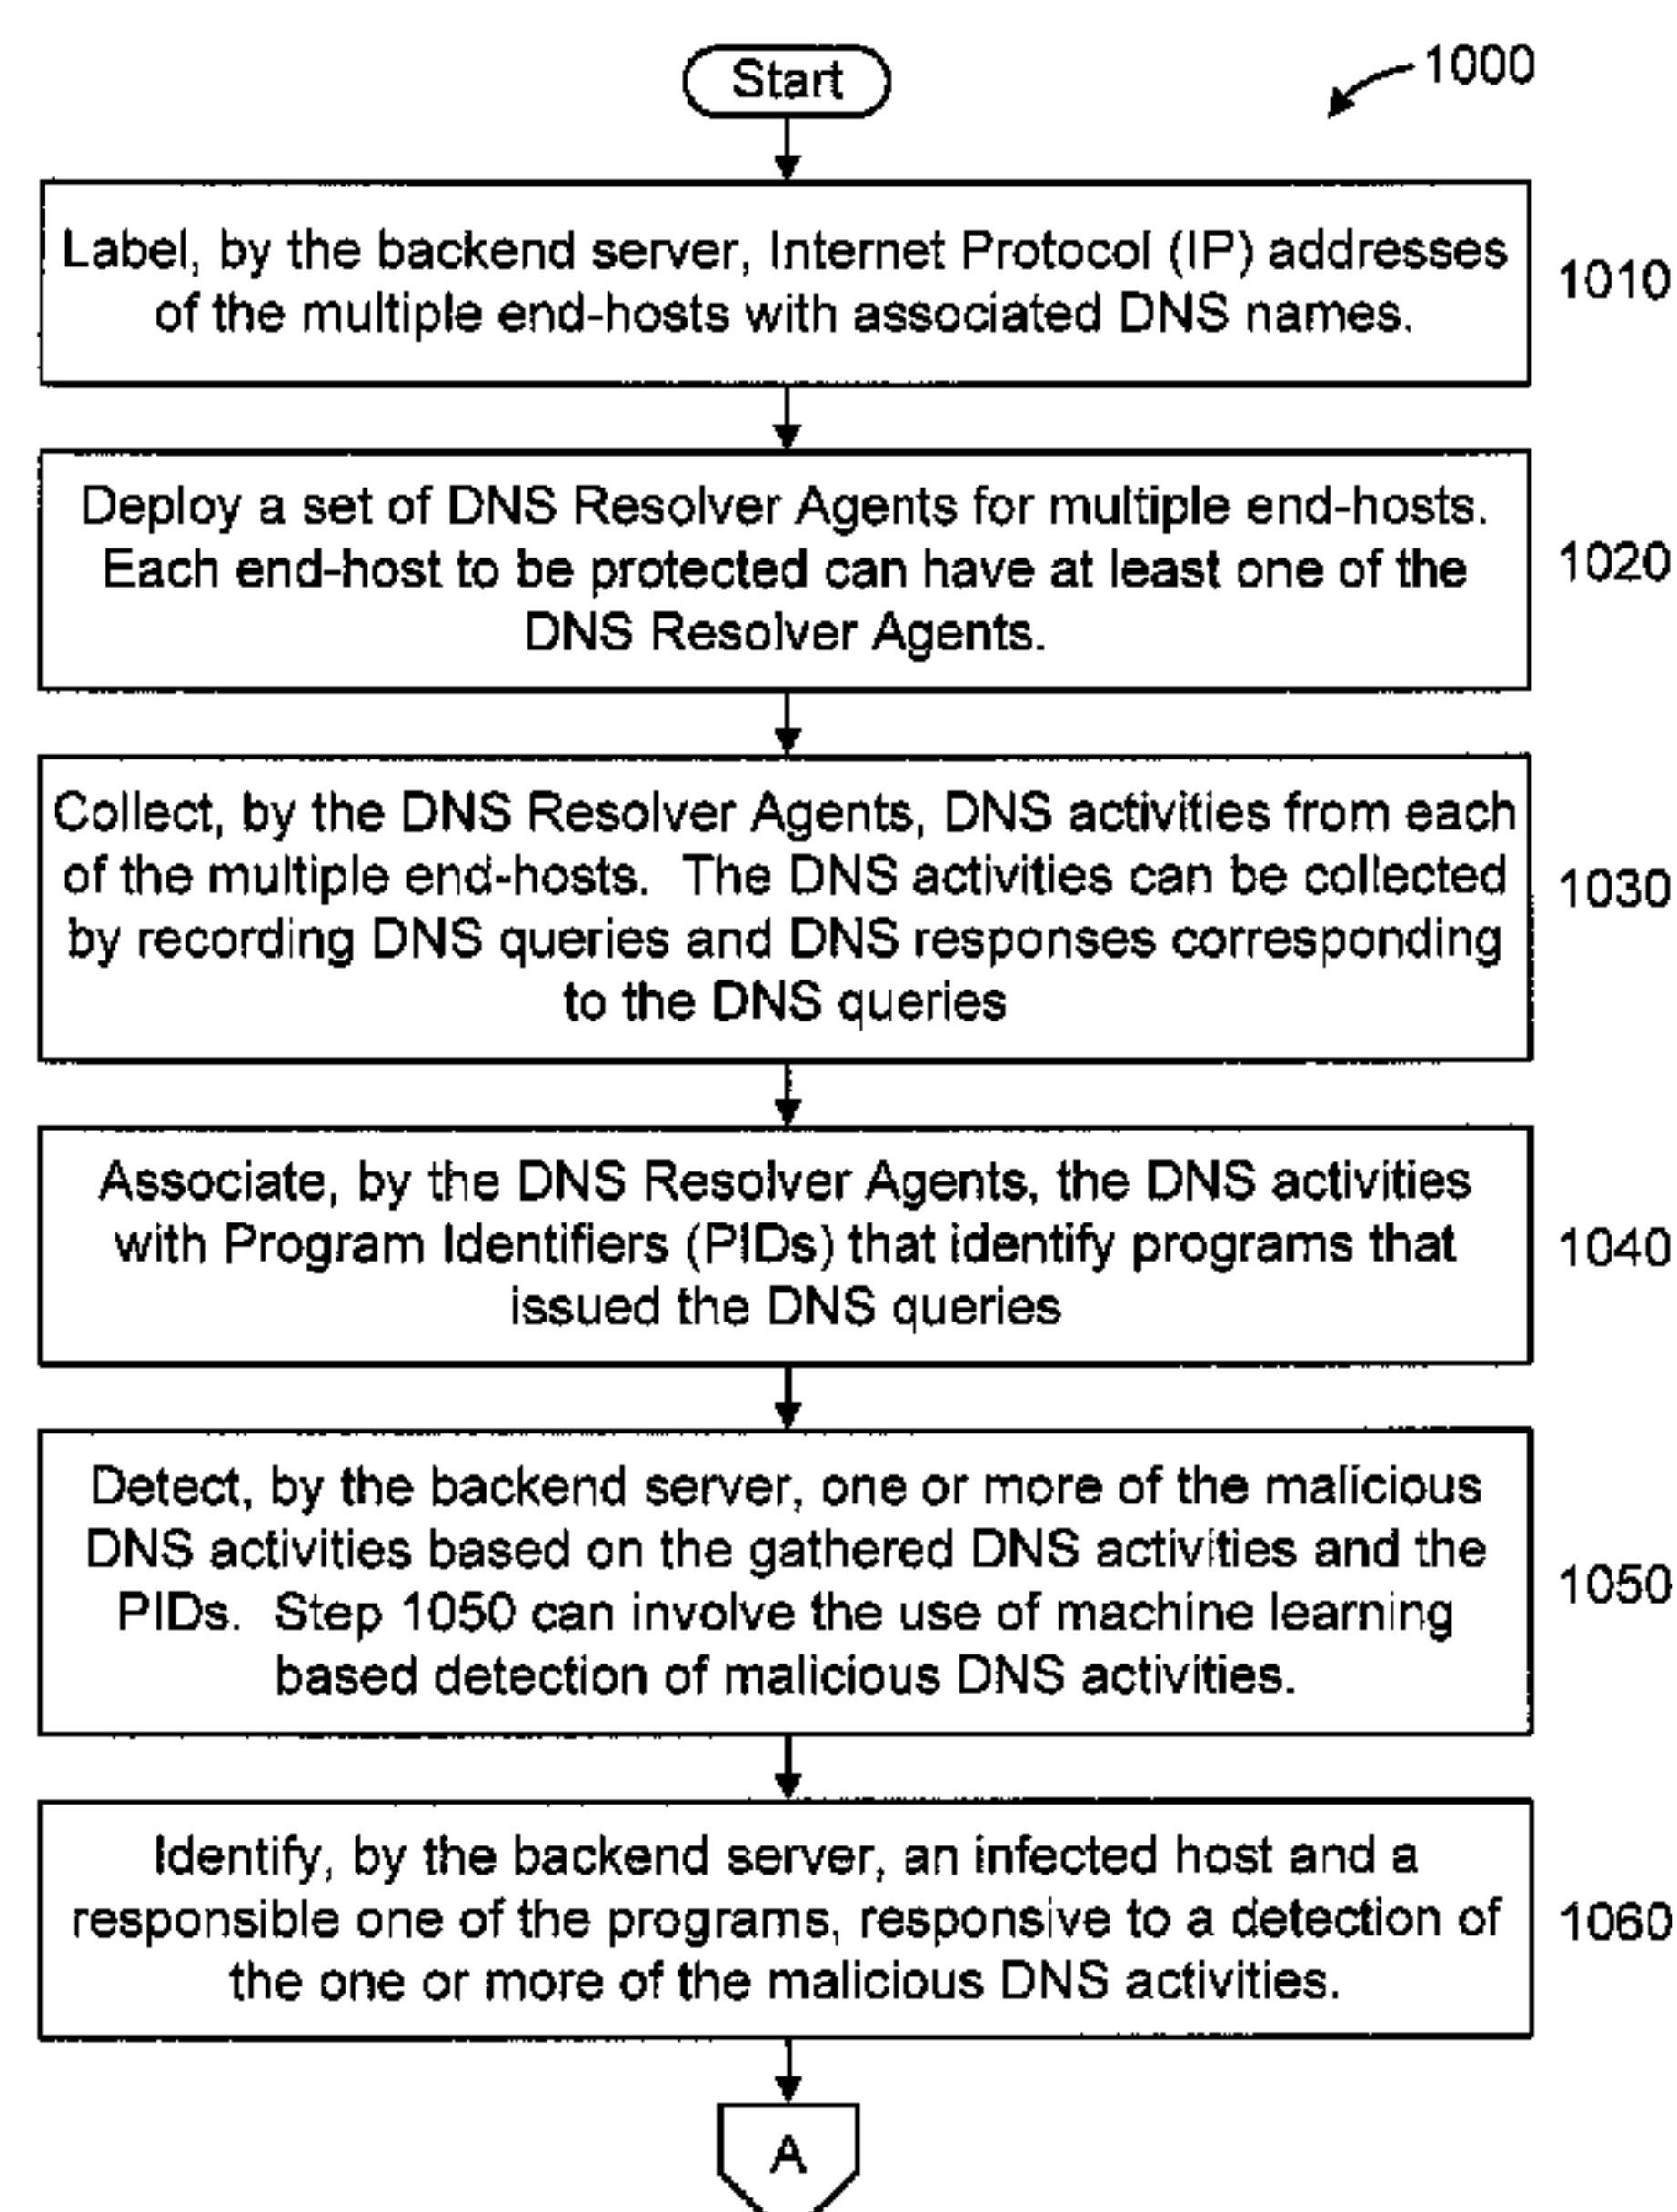 Start
1000
Label, by the backend server, Internet Protocol (IP) addresses
of the multiple end-hosts with associated DNS names.
1010
Deploy a set of DNS Resolver Agents for multiple end-hosts.
Each end-host to be protected can have at least one of the
DNS Resolver Agents.
1020
Collect, by the DNS Resolver Agents, DNS activities from each
of the multiple end-hosts. The DNS activities can be collected
by recording DNS queries and DNS responses corresponding
to the DNS queries
1030
Associate, by the DNS Resolver Agents, the DNS activities
with Program Identifiers (PIDs) that identify programs that
issued the DNS queries
1040
Detect, by the backend server, one or more of the malicious
DNS activities based on the gathered DNS activities and the
PIDs. Step 1050 can involve the use of machine learning
based detection of malicious DNS activities.
1050
Identify, by the backend server, an infected host and a
responsible one of the programs, responsive to a detection of
the one or more of the malicious DNS activities.
1060
A